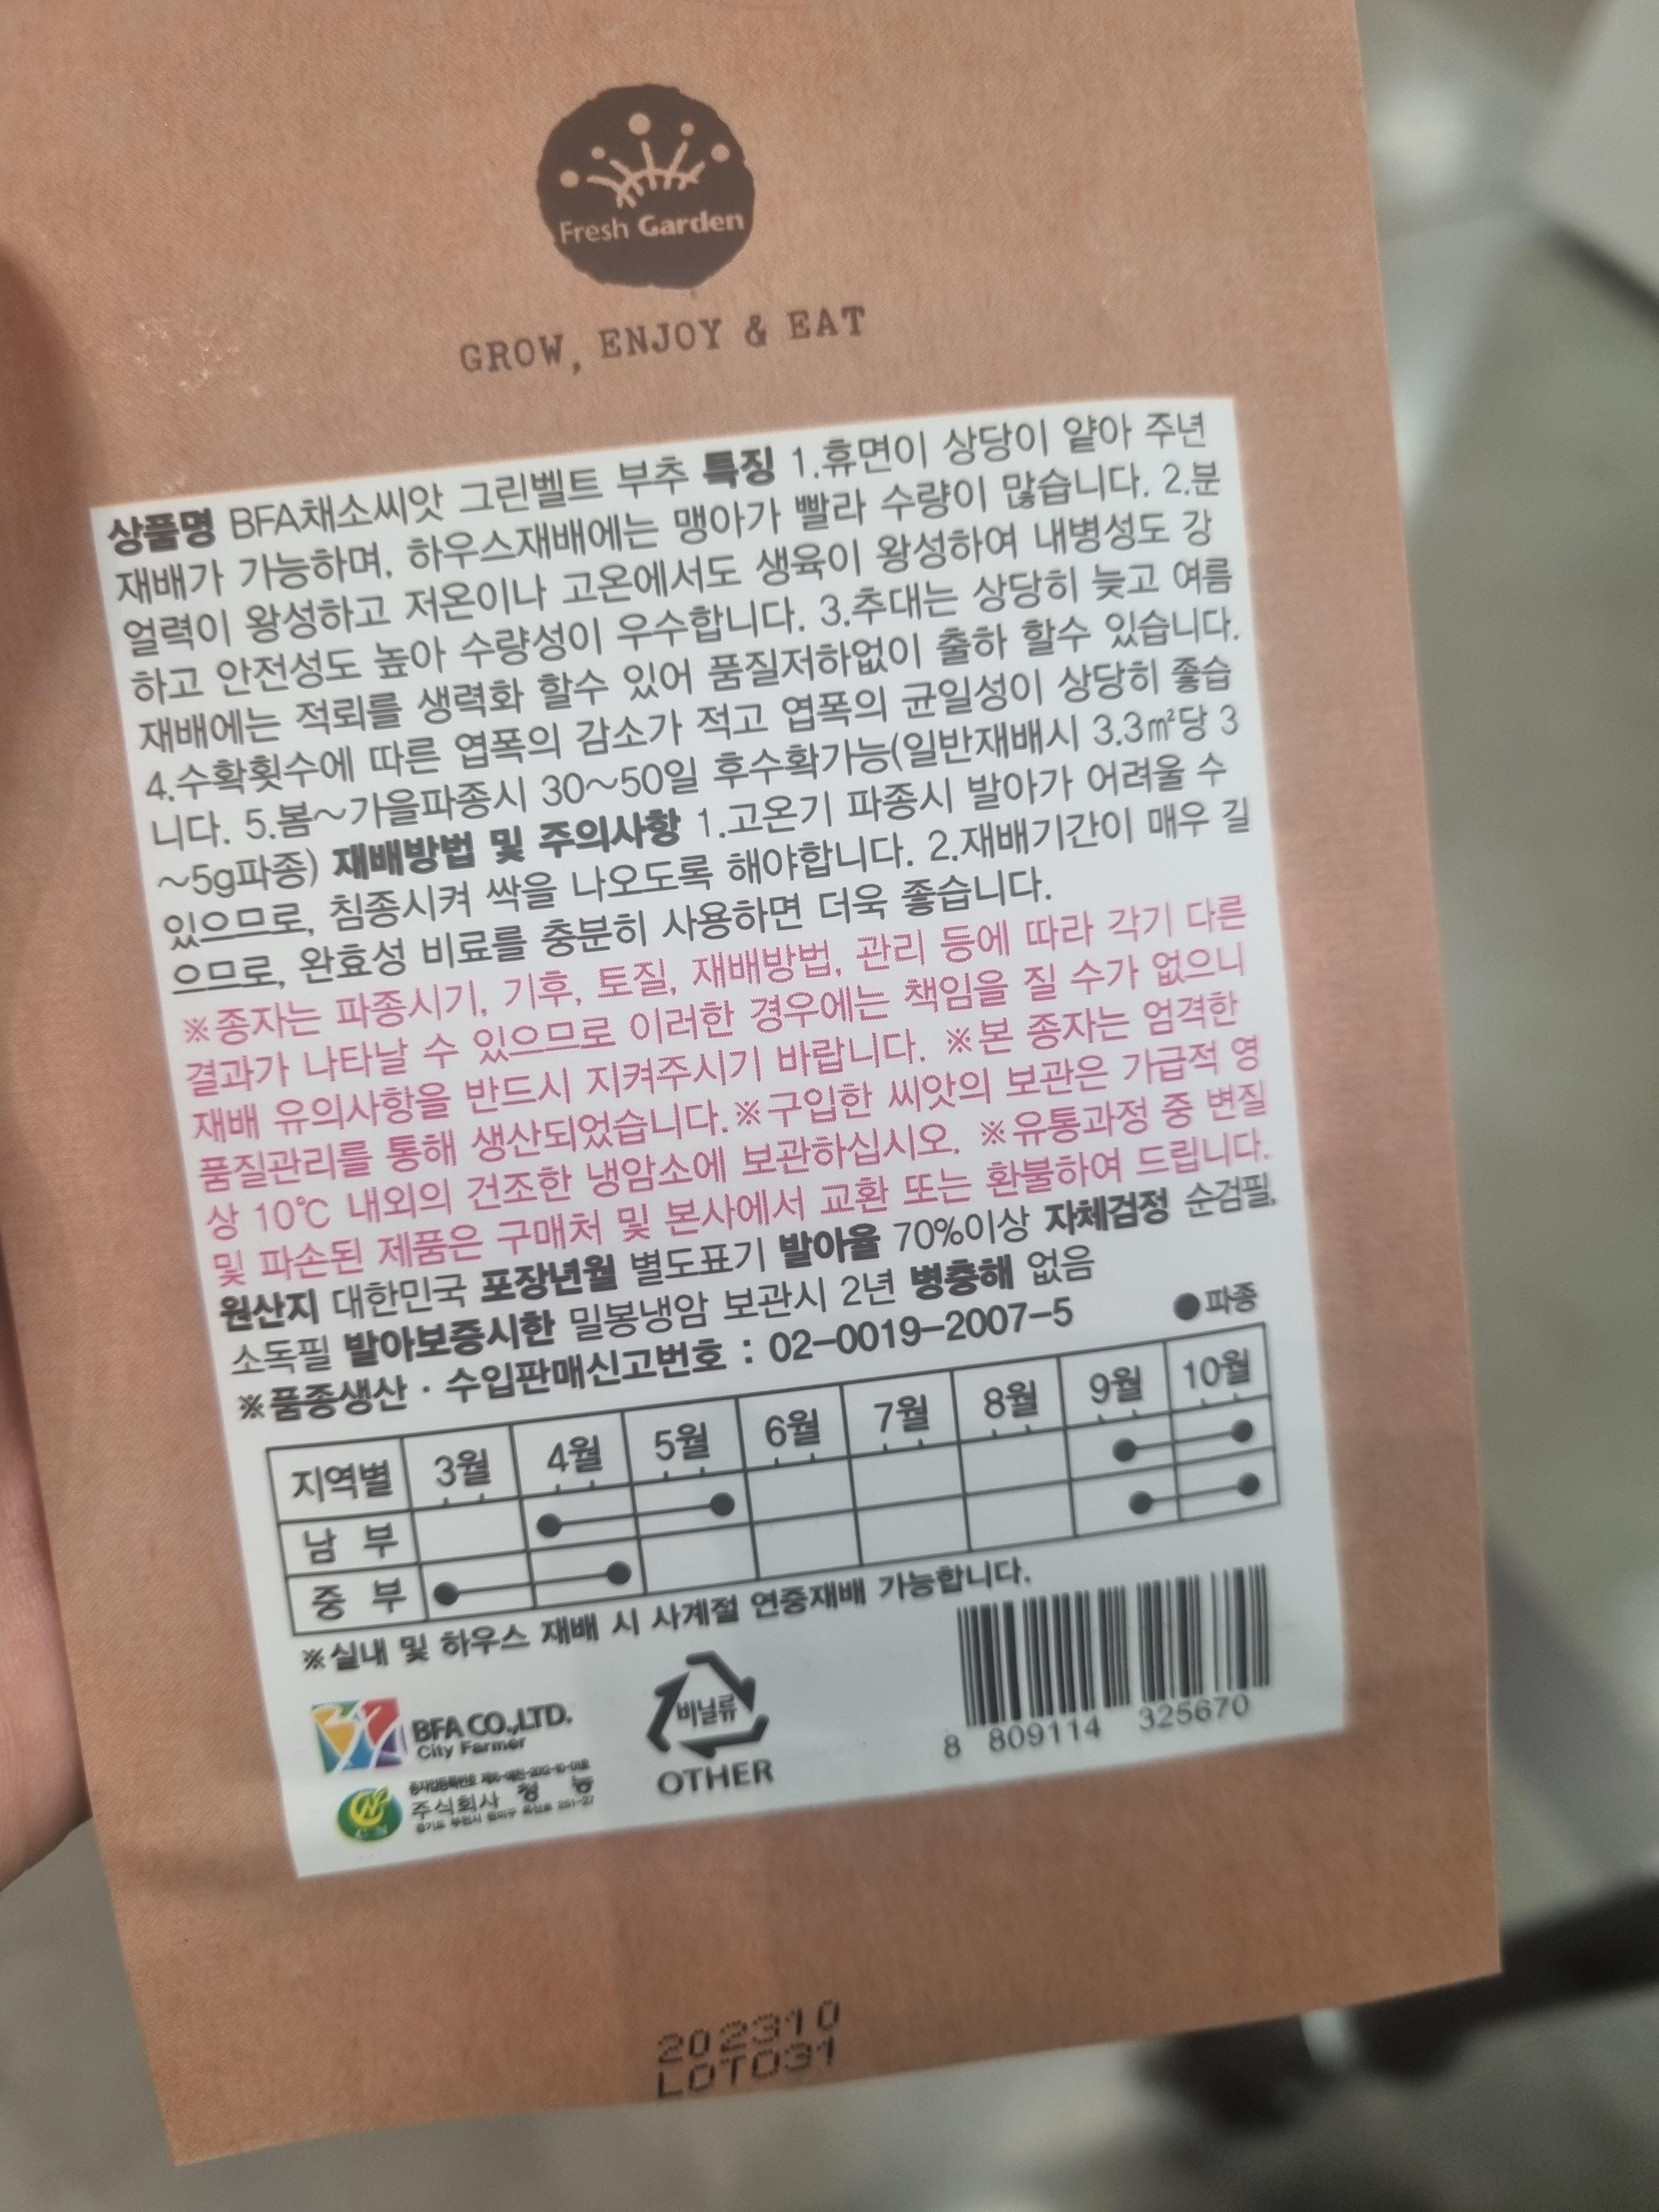 Fresh Garden
GROW, ENJOY & EAT
상품명 BFA채소씨앗 그린벨트 부추 특징 1.휴면이 상당이 얕아 주년
재배가 가능하며, 하우스재배에는 맹아가 빨라 수량이 많습니다. 2.분
얼력이 왕성하고 저온이나 고온에서도 생육이 왕성하여 내병성도 강
하고 안전성도 높아 수량성이 우수합니다. 3.추대는 상당히 늦고 여름
재배에는 적뢰를 생력화 할수 있어 품질저하없이 출하 할수 있습니다.
4.수확횟수에 따른 엽폭의 감소가 적고 엽폭의 균일성이 상당히 좋습
니다. 5.봄~가을파종시 30~50일 후수확가능(일반재배시 3.3㎡당 3
~5g파종) 재배방법 및 주의사항 1.고온기 파종시 발아가 어려울 수
있으므로, 침종시켜 싹을 나오도록 해야합니다. 2.재배기간이 매우 길
으므로, 완효성 비료를 충분히 사용하면 더욱 좋습니다.
※종자는 파종시기, 기후, 토질, 재배방법, 관리 등에 따라 각기 다른
결과가 나타날 수 있으므로 이러한 경우에는 책임을 질 수가 없으니
재배 유의사항을 반드시 지켜주시기 바랍니다. ※본 종자는 엄격한
품질관리를 통해 생산되었습니다.※구입한 씨앗의 보관은 가급적 영
상 10℃ 내외의 건조한 냉암소에 보관하십시오. ※유통과정 중 변질
및 파손된 제품은 구매처 및 본사에서 교환 또는 환불하여 드립니다.
원산지 대한민국 포장년월 별도표기 발아율 70%이상 자체검정 순검필,
소독필 발아보증시한 밀봉냉암 보관시 2년 병충해 없음
※품종생산·수입판매신고번호 : 02-0019-2007-5
●파종
지역별 3월 4월 5월 6월 7월 8월 9월 10월
남 부
중 부
※실내 및 하우스 재배 시 사계절 연중재배 가능합니다.
BFA CO.,LTD.
City Farmer
주식회사 청 농
비닐류
OTHER
8 809114 325670
202310
LOT031